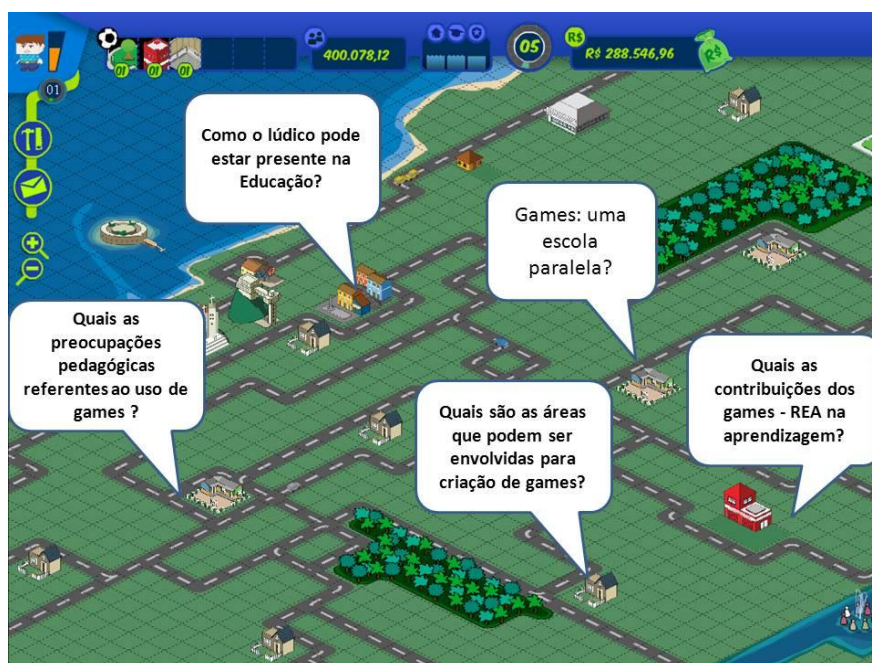 01 01 01
400.078,12
05
R$
R$ 288.546,96
R$
01
Como o lúdico pode
estar presente na
Educação?
Games: uma
escola
paralela?
Quais as
preocupações
pedagógicas
referentes ao uso de
games ?
Quais são as áreas
que podem ser
envolvidas para
criação de games?
Quais as
contribuições dos
games - REA na
aprendizagem?